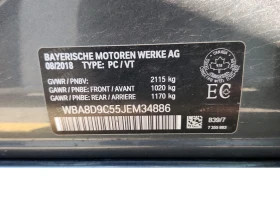 BAYERISCHE MOTOREN WERKE AG
08/2018 TYPE: PC / VT
GVWR / PNBV: 2115 kg
GAWR / PNBE:
FRONT / AVANT 1020 kg
GAWR / PNBE:
REAR / ARRIERE 1170 kg
WBA8D9C55JEM34886
EC
839/7